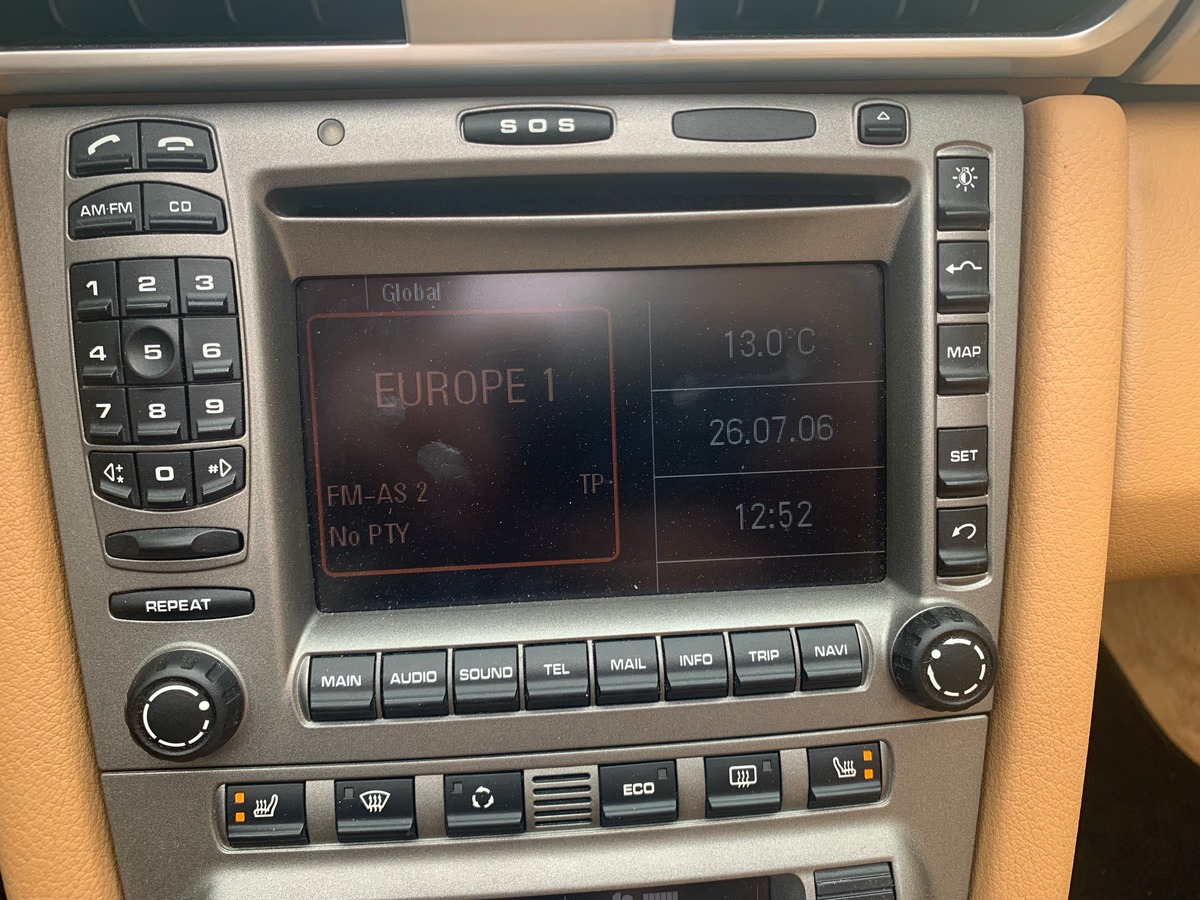 SOS
AM·FM CD
1 2 3
4 5 6
7 8 9
* 0 #
REPEAT
Global
EUROPE 1
FM-AS 2
TP
No PTY
13.0°C
26.07.06
12:52
MAP
SET
MAIN AUDIO SOUND TEL MAIL INFO TRIP NAVI
ECO